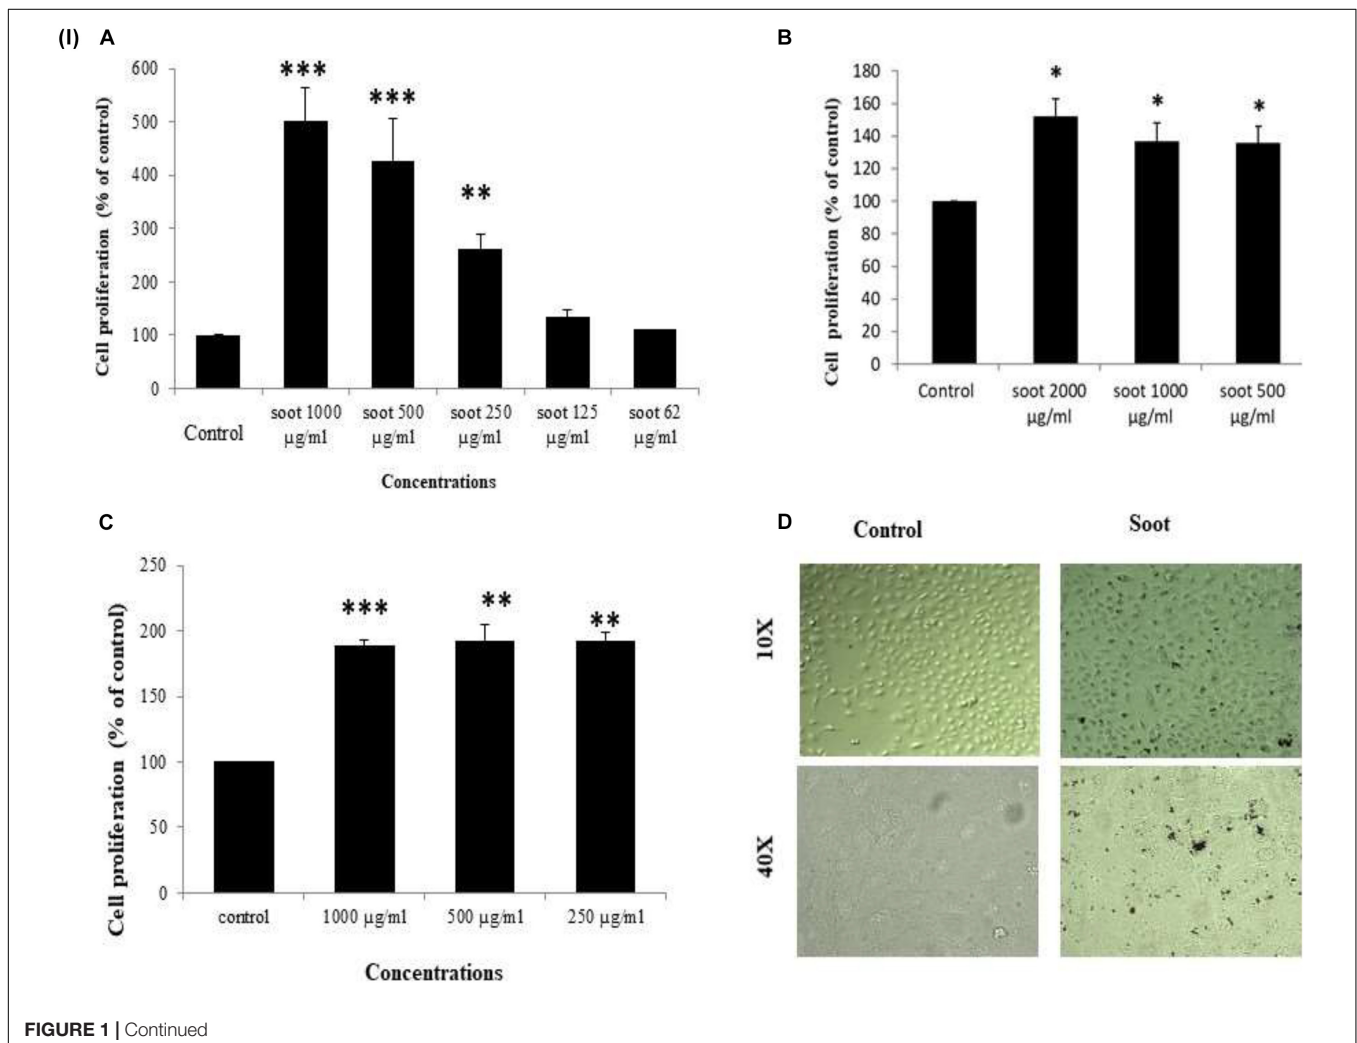 (I) A
600
500
400
300
200
100
0
Cell proliferation (% of control)
***
***
**
Control
soot 1000
µg/ml
soot 500
µg/ml
soot 250
µg/ml
soot 125
µg/ml
soot 62
µg/ml
Concentrations
B
180
160
140
120
100
80
60
40
20
0
Cell proliferation (% of control)
*
*
*
Control
soot 2000
µg/ml
soot 1000
µg/ml
soot 500
µg/ml
C
250
200
150
100
50
0
Cell proliferation (% of control)
***
**
**
control
1000 µg/ml
500 µg/ml
250 µg/ml
Concentrations
D
Control
Soot
10X
40X
FIGURE 1 | Continued